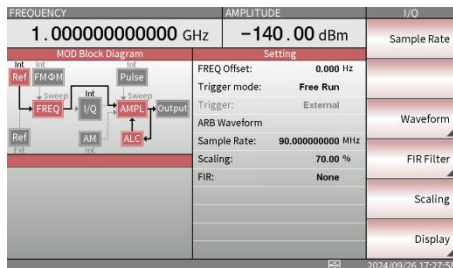 FREQUENCY AMPLITUDE I/Q
1.000000000000 GHz -140.00 dBm
Sample Rate
MOD Block Diagram Setting
Int Int Int
Ref FMΦM Pulse
FREQ Offset: 0.000 Hz
Sweep Int Sweep
Trigger mode: Free Run
FREQ I/Q AMPL Output
Trigger: External
ARB Waveform
Waveform
Ref AM ALC
Sample Rate: 90.000000000 MHz
Ext Int
Scaling: 70.00 %
FIR Filter
FIR: None
Scaling
Display
2024/09/26 17:27:5